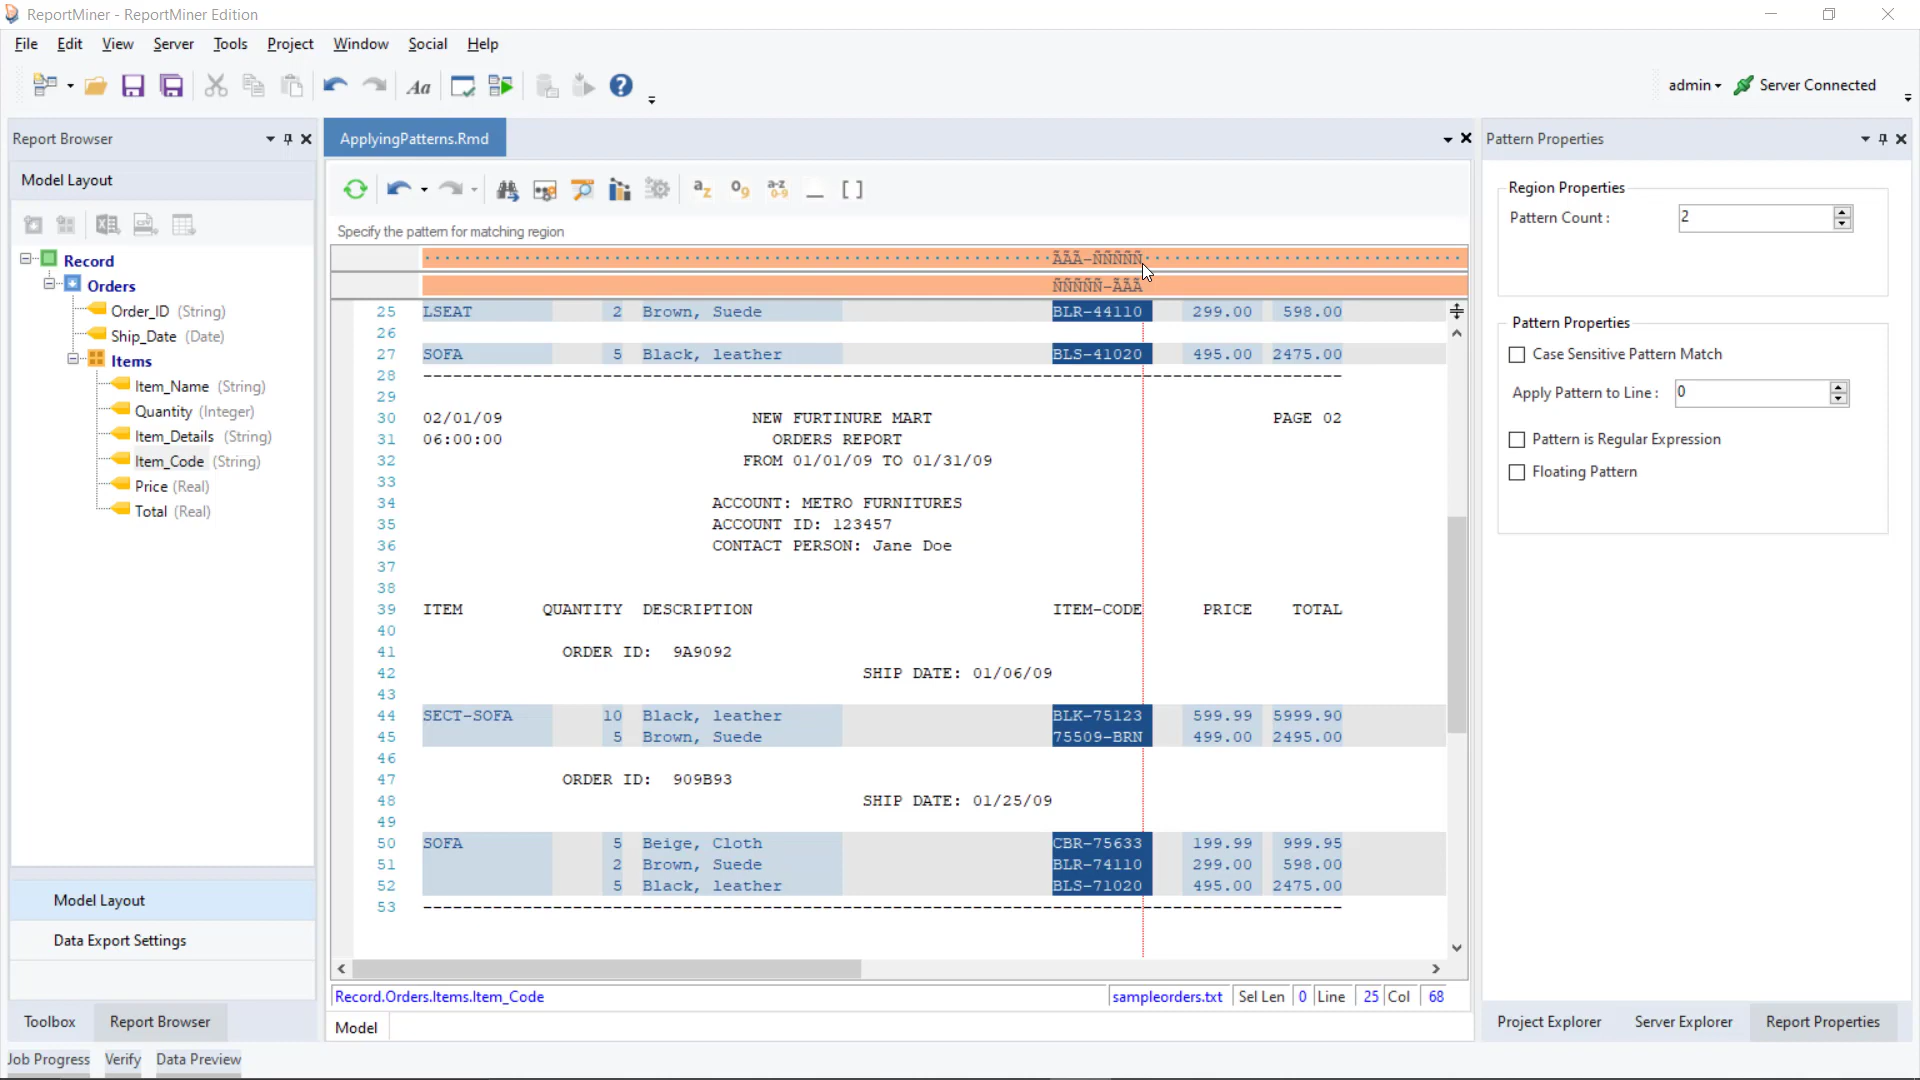 ReportMiner - ReportMiner Edition
File Edit View Server Tools Project Window Social Help
Aa
admin Server Connected
Report Browser
ApplyingPatterns.Rmd
Pattern Properties
Model Layout
Record
Orders
Order_ID (String)
Ship_Date (Date)
Items
Item_Name (String)
Quantity (Integer)
Item_Details (String)
Item_Code (String)
Price (Real)
Total (Real)
Model Layout
Data Export Settings
Toolbox Report Browser
Specify the pattern for matching region
ÃÃÃ-ÑÑÑÑÑ
ÑÑÑÑÑ-ÃÃÃ
25 LSEAT 2 Brown, Suede BLR-44110 299.00 598.00
26
27 SOFA 5 Black, leather BLS-41020 495.00 2475.00
28 --------------------------------------------------------------------------------------------
29
30 02/01/09 NEW FURTINURE MART PAGE 02
31 06:00:00 ORDERS REPORT
32 FROM 01/01/09 TO 01/31/09
33
34 ACCOUNT: METRO FURNITURES
35 ACCOUNT ID: 123457
36 CONTACT PERSON: Jane Doe
37
38
39 ITEM QUANTITY DESCRIPTION ITEM-CODE PRICE TOTAL
40
41 ORDER ID: 9A9092
42 SHIP DATE: 01/06/09
43
44 SECT-SOFA 10 Black, leather BLK-75123 599.99 5999.90
45 5 Brown, Suede 75509-BRN 499.00 2495.00
46
47 ORDER ID: 909B93
48 SHIP DATE: 01/25/09
49
50 SOFA 5 Beige, Cloth CBR-75633 199.99 999.95
51 2 Brown, Suede BLR-74110 299.00 598.00
52 5 Black, leather BLS-71020 495.00 2475.00
53 --------------------------------------------------------------------------------------------
Record.Orders.Items.Item_Code sampleorders.txt Sel Len 0 Line 25 Col 68
Model
Region Properties
Pattern Count : 2
Pattern Properties
Case Sensitive Pattern Match
Apply Pattern to Line : 0
Pattern is Regular Expression
Floating Pattern
Project Explorer Server Explorer Report Properties
Job Progress Verify Data Preview